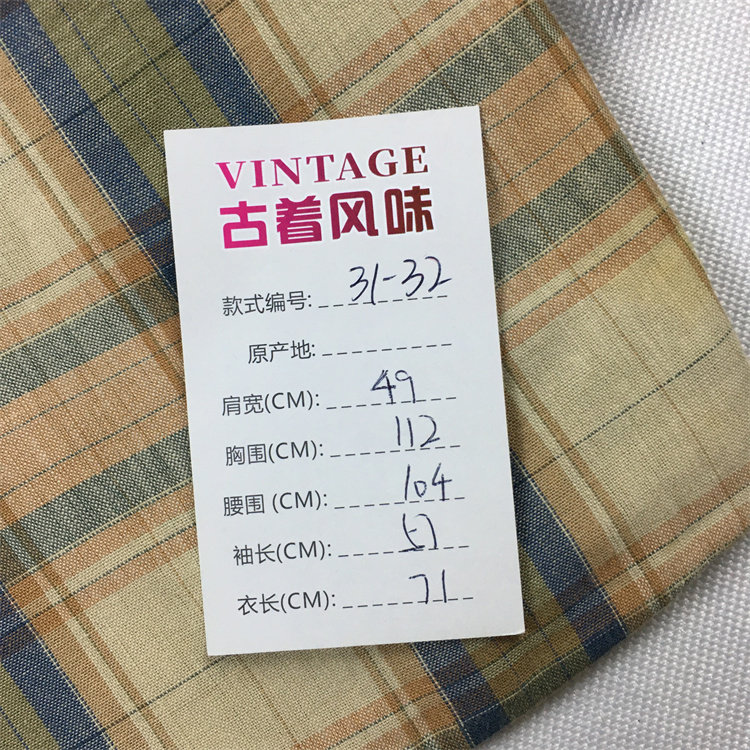 VINTAGE
古着风味
款式编号: 31-32
原产地:
肩宽(CM): 49
胸围(CM): 112
腰围 (CM): 104
袖长(CM): 57
衣长(CM): 71